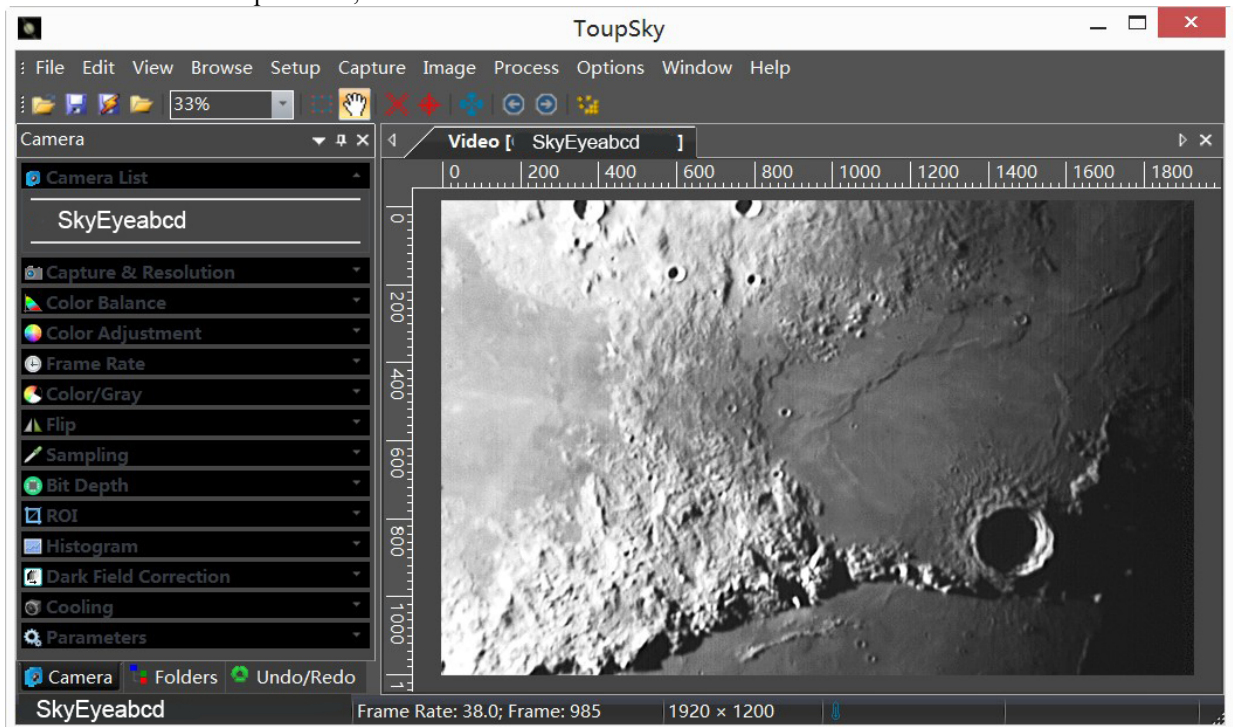 ToupSky
File Edit View Browse Setup Capture Image Process Options Window Help
33%
Camera
Video [ SkyEyeabcd ]
0 200 400 600 800 1000 1200 1400 1600 1800
Camera List
SkyEyeabcd
Capture & Resolution
Color Balance
Color Adjustment
Frame Rate
Color/Gray
Flip
Sampling
Bit Depth
ROI
Histogram
Dark Field Correction
Cooling
Parameters
0
200
400
600
800
1000
Camera Folders Undo/Redo
SkyEyeabcd
Frame Rate: 38.0; Frame: 985 1920 × 1200